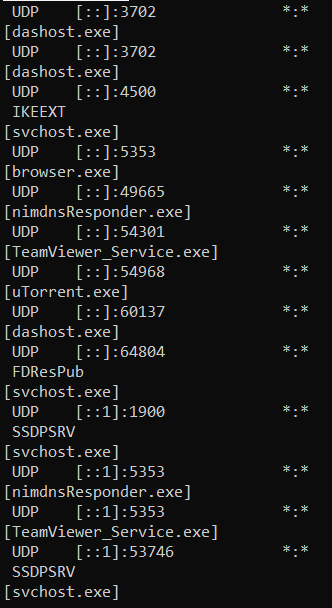 UDP    [::]:3702              *:*
[dashost.exe]
UDP    [::]:3702              *:*
[dashost.exe]
UDP    [::]:4500              *:*
IKEEXT
[svchost.exe]
UDP    [::]:5353              *:*
[browser.exe]
UDP    [::]:49665             *:*
[nimdnsResponder.exe]
UDP    [::]:54301             *:*
[TeamViewer_Service.exe]
UDP    [::]:54968             *:*
[uTorrent.exe]
UDP    [::]:60137             *:*
[dashost.exe]
UDP    [::]:64804             *:*
FDResPub
[svchost.exe]
UDP    [::1]:1900             *:*
SSDPSRV
[svchost.exe]
UDP    [::1]:5353             *:*
[nimdnsResponder.exe]
UDP    [::1]:5353             *:*
[TeamViewer_Service.exe]
UDP    [::1]:53746            *:*
SSDPSRV
[svchost.exe]